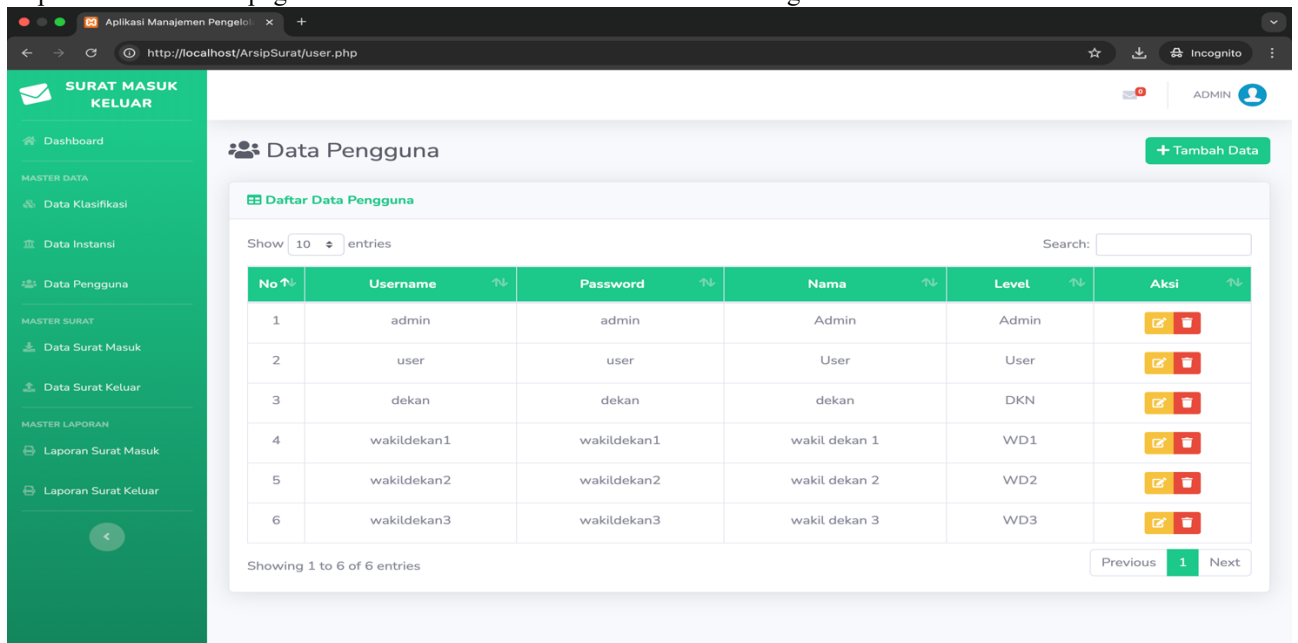 Aplikasi Manajemen Pengelol
http://localhost/ArsipSurat/user.php
Incognito
SURAT MASUK
KELUAR
0
ADMIN
Dashboard
Data Pengguna
+ Tambah Data
MASTER DATA
Data Klasifikasi
Data Instansi
Data Pengguna
MASTER SURAT
Data Surat Masuk
Data Surat Keluar
MASTER LAPORAN
Laporan Surat Masuk
Laporan Surat Keluar
Daftar Data Pengguna
Show 10 entries Search:
No Username Password Nama Level Aksi
1 admin admin Admin Admin
2 user user User User
3 dekan dekan dekan DKN
4 wakildekan1 wakildekan1 wakil dekan 1 WD1
5 wakildekan2 wakildekan2 wakil dekan 2 WD2
6 wakildekan3 wakildekan3 wakil dekan 3 WD3
Showing 1 to 6 of 6 entries
Previous 1 Next